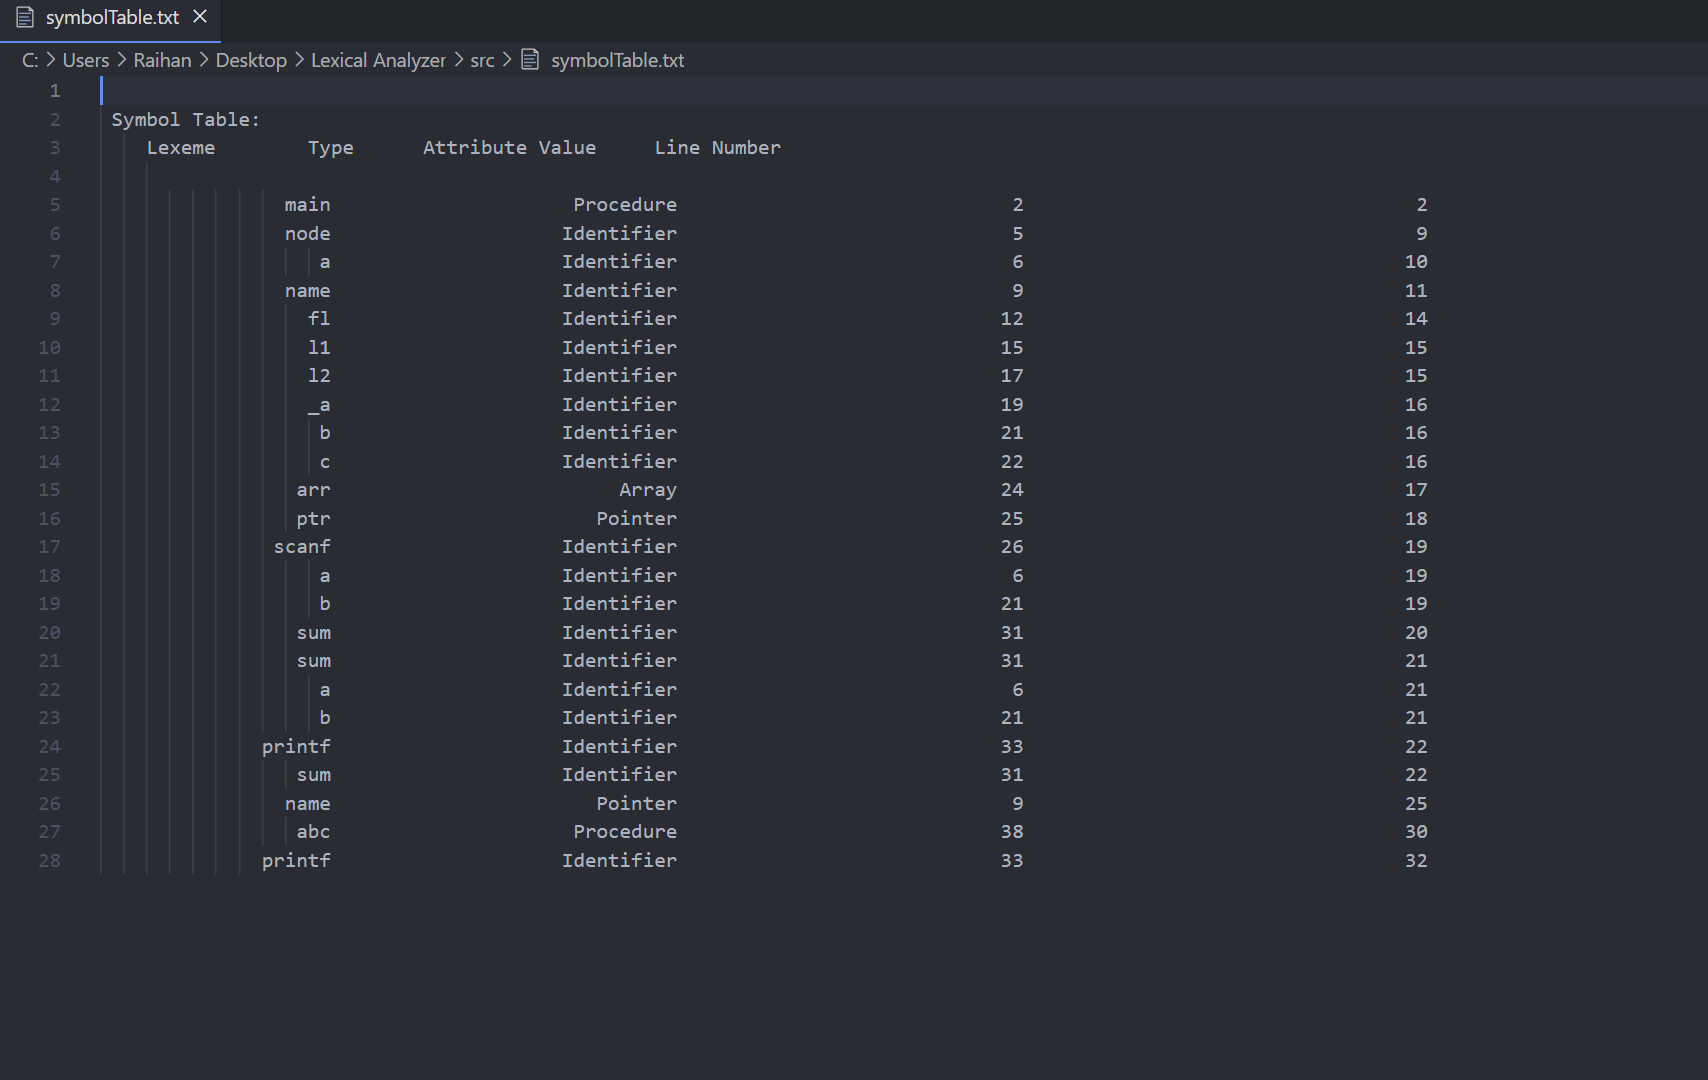 symbolTable.txt
C: > Users > Raihan > Desktop > Lexical Analyzer > src > symbolTable.txt
1
2 Symbol Table:
3 Lexeme Type Attribute Value Line Number
4
5 main Procedure 2 2
6 node Identifier 5 9
7 a Identifier 6 10
8 name Identifier 9 11
9 fl Identifier 12 14
10 l1 Identifier 15 15
11 l2 Identifier 17 15
12 _a Identifier 19 16
13 b Identifier 21 16
14 c Identifier 22 16
15 arr Array 24 17
16 ptr Pointer 25 18
17 scanf Identifier 26 19
18 a Identifier 6 19
19 b Identifier 21 19
20 sum Identifier 31 20
21 sum Identifier 31 21
22 a Identifier 6 21
23 b Identifier 21 21
24 printf Identifier 33 22
25 sum Identifier 31 22
26 name Pointer 9 25
27 abc Procedure 38 30
28 printf Identifier 33 32